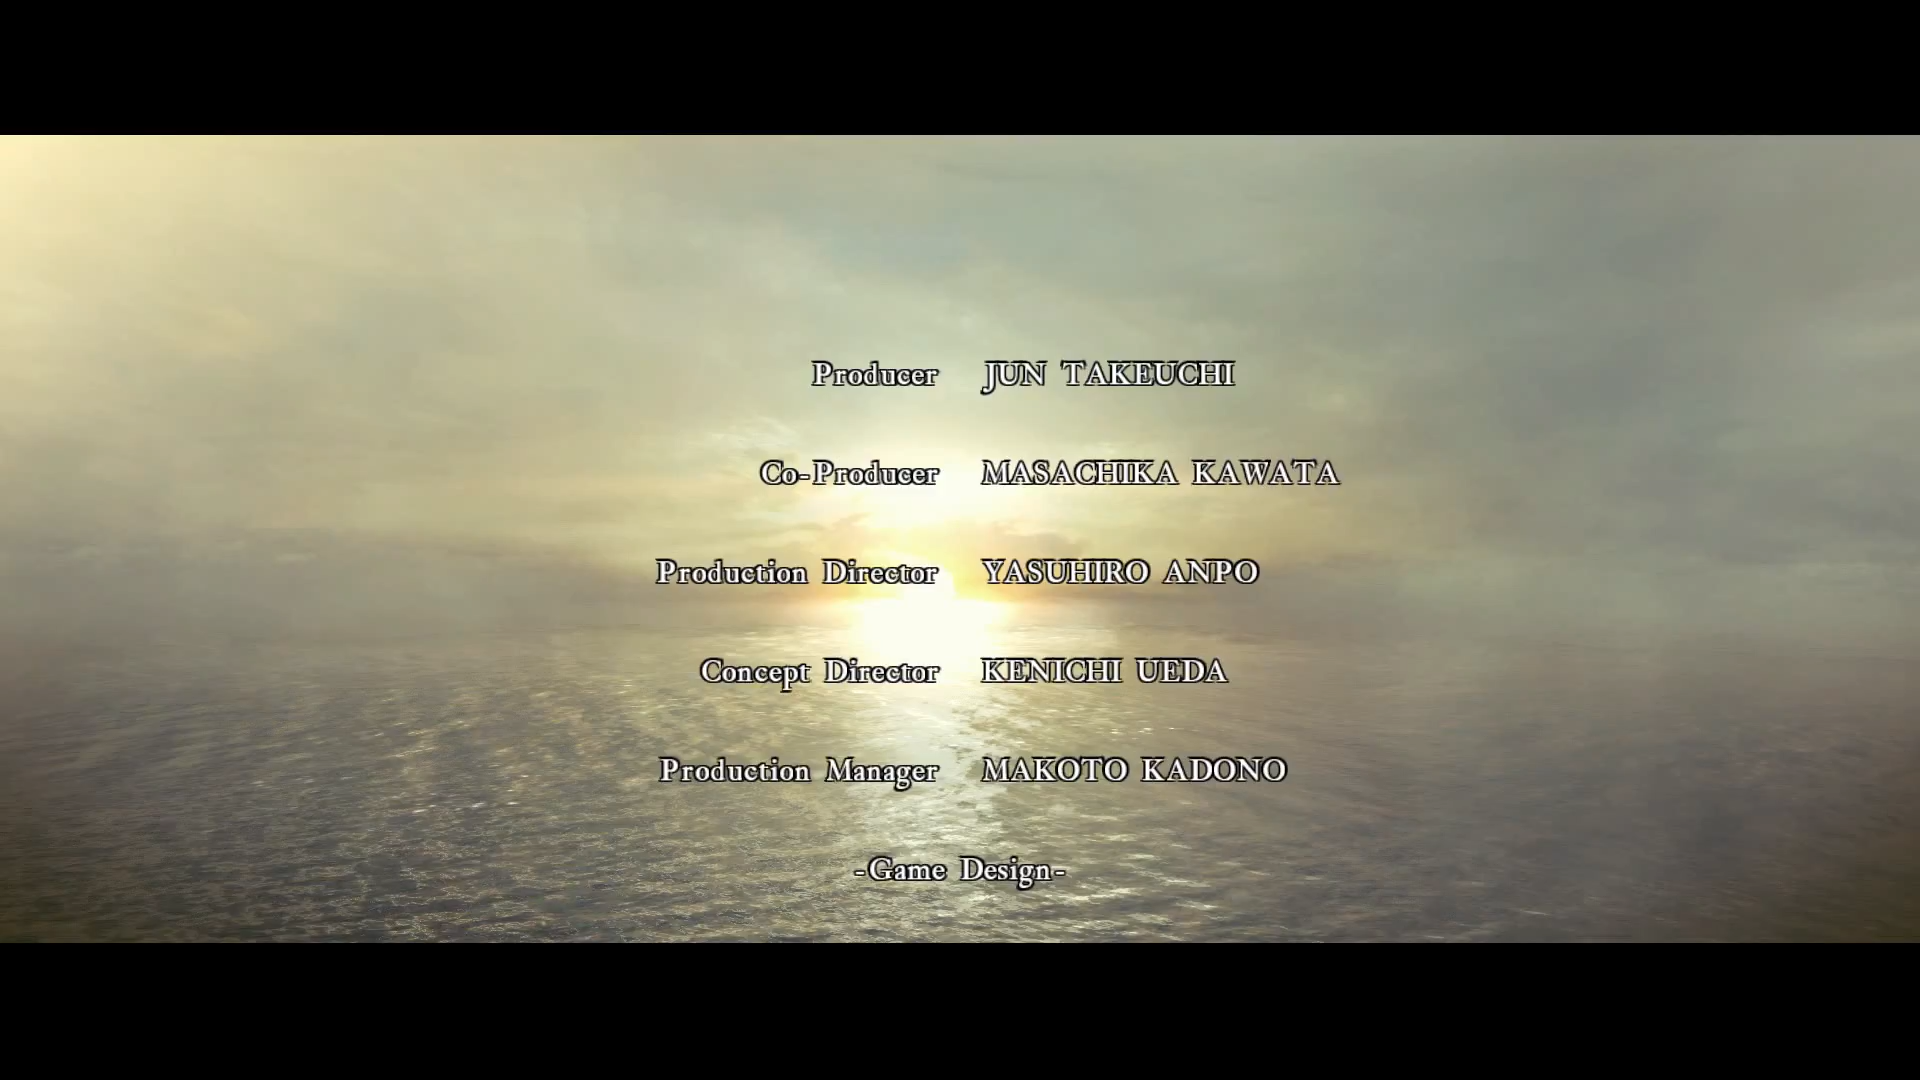 Producer JUN TAKEUCHI
Co-Producer MASACHIKA KAWATA
Production Director YASUHIRO ANPO
Concept Director KENICHI UEDA
Production Manager MAKOTO KADONO
-Game Design-